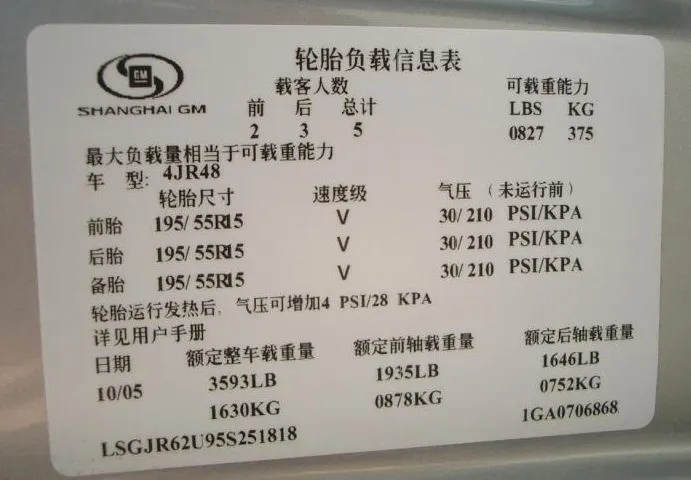 GM
SHANGHAI GM
轮胎负载信息表
载客人数 可载重能力
前 后 总计 LBS KG
2 3 5 0827 375
最大负载量相当于可载重能力
车 型: 4JR48
轮胎尺寸 速度级 气压 (未运行前)
前胎 195/55R15 V 30/210 PSI/KPA
后胎 195/55R15 V 30/210 PSI/KPA
备胎 195/55R15 V 30/210 PSI/KPA
轮胎运行发热后, 气压可增加4 PSI/28 KPA
详见用户手册
日期 额定整车载重量 额定前轴载重量 额定后轴载重量
10/05 3593LB 1935LB 1646LB
1630KG 0878KG 0752KG
LSGJR62U95S251818 1GA0706868